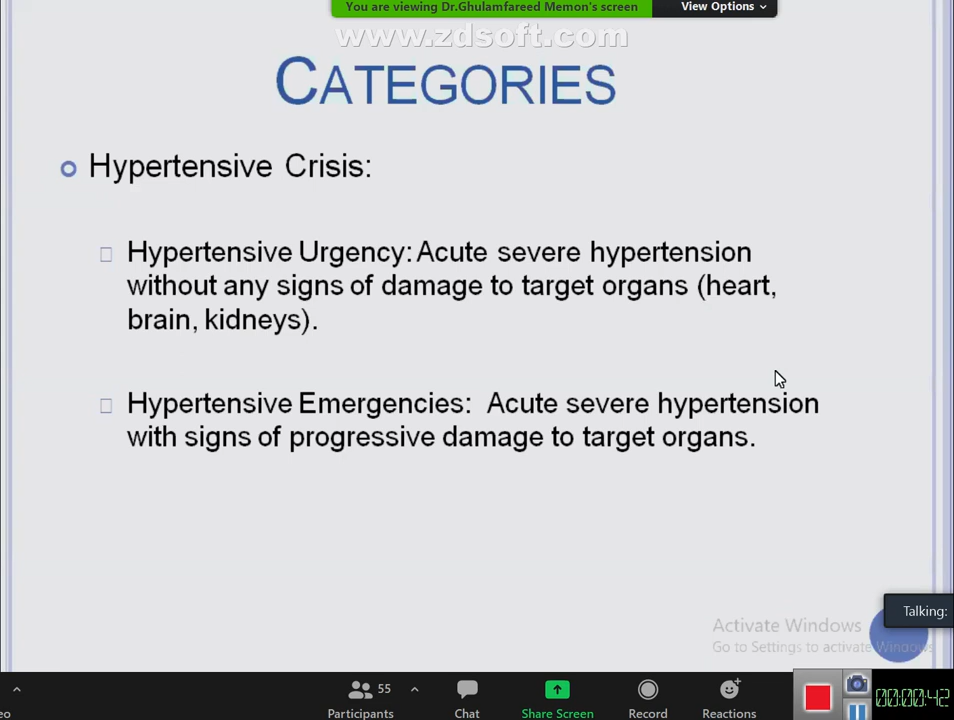 You are viewing Dr.Ghulamfareed Memon's screen
View Options
www.zdsoft.com
CATEGORIES
Hypertensive Crisis:
Hypertensive Urgency: Acute severe hypertension
without any signs of damage to target organs (heart,
brain, kidneys).
Hypertensive Emergencies: Acute severe hypertension
with signs of progressive damage to target organs.
Talking:
Activate Windows
Go to Settings to activate Windows.
55
eo
Participants
Chat
Share Screen
Record
Reactions
00:00:42